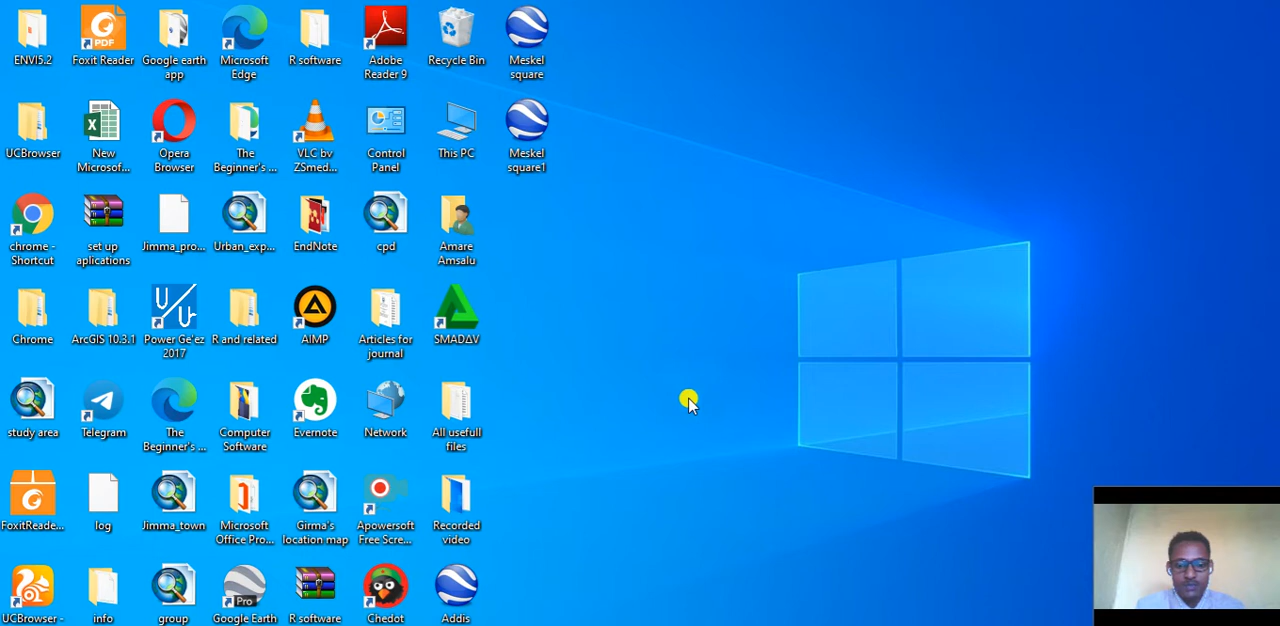 ENVI5.2
Foxit Reader
Google earth
app
Microsoft
Edge
R software
Adobe
Reader 9
Recycle Bin
Meskel
square
UCBrowser
New
Microsof...
Opera
Browser
The
Beginner's ...
VLC bv
ZSmed...
Control
Panel
This PC
Meskel
square1
chrome -
Shortcut
set up
aplications
Jimma_pro...
Urban_exp...
EndNote
cpd
Amare
Amsalu
Chrome
ArcGIS 10.3.1
Power Ge'ez
2017
R and related
AIMP
Articles for
journal
SMADΔV
study area
Telegram
The
Beginner's ...
Computer
Software
Evernote
Network
All usefull
files
FoxitReade...
log
Jimma_town
Microsoft
Office Pro...
Girma's
location map
Apowersoft
Free Scre...
Recorded
video
UCBrowser -
info
group
Pro
Google Earth
R software
Chedot
Addis
PDF